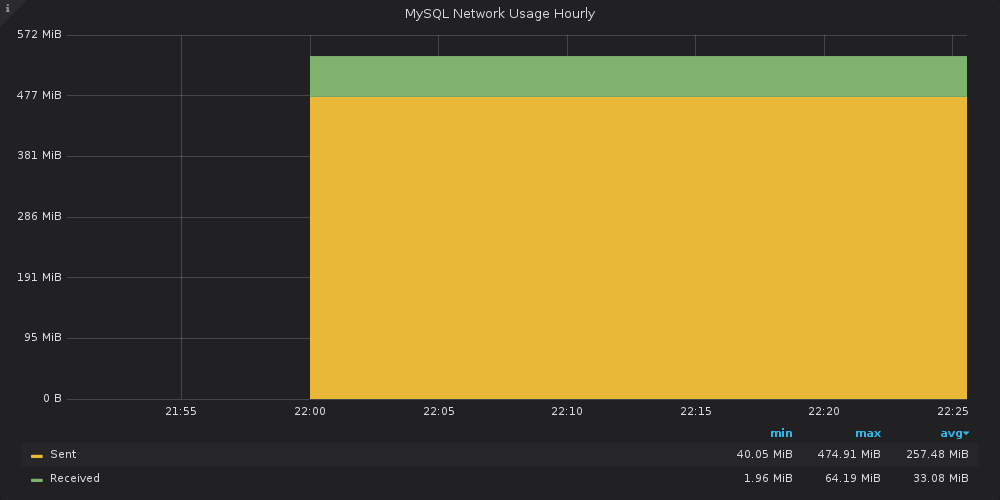 i
MySQL Network Usage Hourly
572 MiB
477 MiB
381 MiB
286 MiB
191 MiB
95 MiB
0 B
21:55 22:00 22:05 22:10 22:15 22:20 22:25
min max avg
Sent 40.05 MiB 474.91 MiB 257.48 MiB
Received 1.96 MiB 64.19 MiB 33.08 MiB